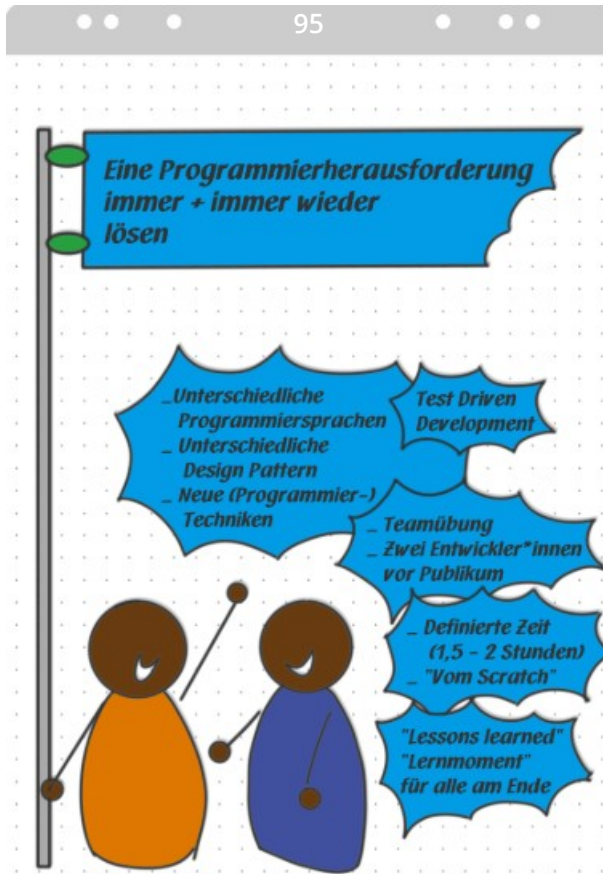 95
Eine Programmierherausforderung
immer + immer wieder
lösen
_Unterschiedliche
Programmiersprachen
_ Unterschiedliche
Design Pattern
_ Neue (Programmier-)
Techniken
Test Driven
Development
_ Teamübung
_ Zwei Entwickler*innen
vor Publikum
_ Definierte Zeit
(1,5 - 2 Stunden)
_ "Vom Scratch"
"Lessons learned"
"Lernmoment"
für alle am Ende